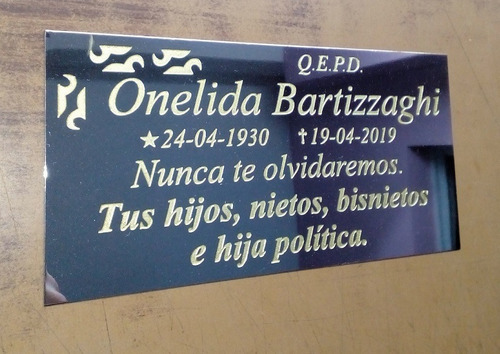 Q.E.P.D.
Onelida Bartizzaghi
★24-04-1930 ✝19-04-2019
Nunca te olvidaremos.
Tus hijos, nietos, bisnietos
e hija política.